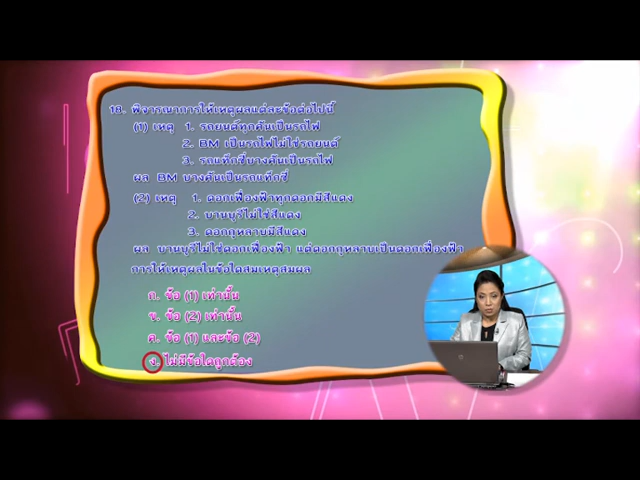 18. พิจารณาการให้เหตุผลแต่ละข้อต่อไปนี้
(1) เหตุ 1. รถยนต์ทุกคันเป็นรถไฟ
2. BM เป็นรถไฟไม่ใช่รถยนต์
3. รถแท็กซี่บางคันเป็นรถไฟ
ผล BM บางคันเป็นรถแท็กซี่
(2) เหตุ 1. ดอกเฟื่องฟ้าทุกดอกมีสีแดง
2. บานบุรีไม่ใช่สีแดง
3. ดอกกุหลาบมีสีแดง
ผล บานบุรีไม่ใช่ดอกเฟื่องฟ้า แต่ดอกกุหลาบเป็นดอกเฟื่องฟ้า
การให้เหตุผลในข้อใดสมเหตุสมผล
ก. ข้อ (1) เท่านั้น
ข. ข้อ (2) เท่านั้น
ค. ข้อ (1) และข้อ (2)
ง. ไม่มีข้อใดถูกต้อง